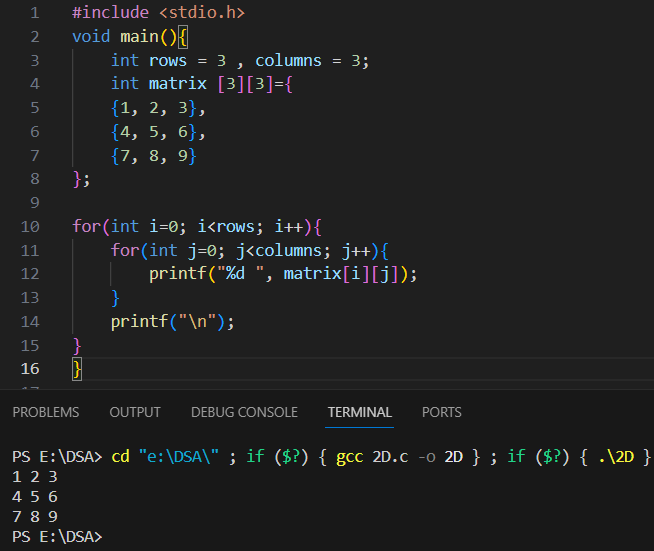 1 #include <stdio.h>
2 void main(){
3     int rows = 3 , columns = 3;
4     int matrix [3][3]={
5     {1, 2, 3},
6     {4, 5, 6},
7     {7, 8, 9}
8 };
9
10 for(int i=0; i<rows; i++){
11     for(int j=0; j<columns; j++){
12         printf("%d ", matrix[i][j]);
13     }
14     printf("\n");
15 }
16 }
PROBLEMS OUTPUT DEBUG CONSOLE TERMINAL PORTS
PS E:\DSA> cd "e:\DSA\" ; if ($?) { gcc 2D.c -o 2D } ; if ($?) { .\2D }
1 2 3
4 5 6
7 8 9
PS E:\DSA>